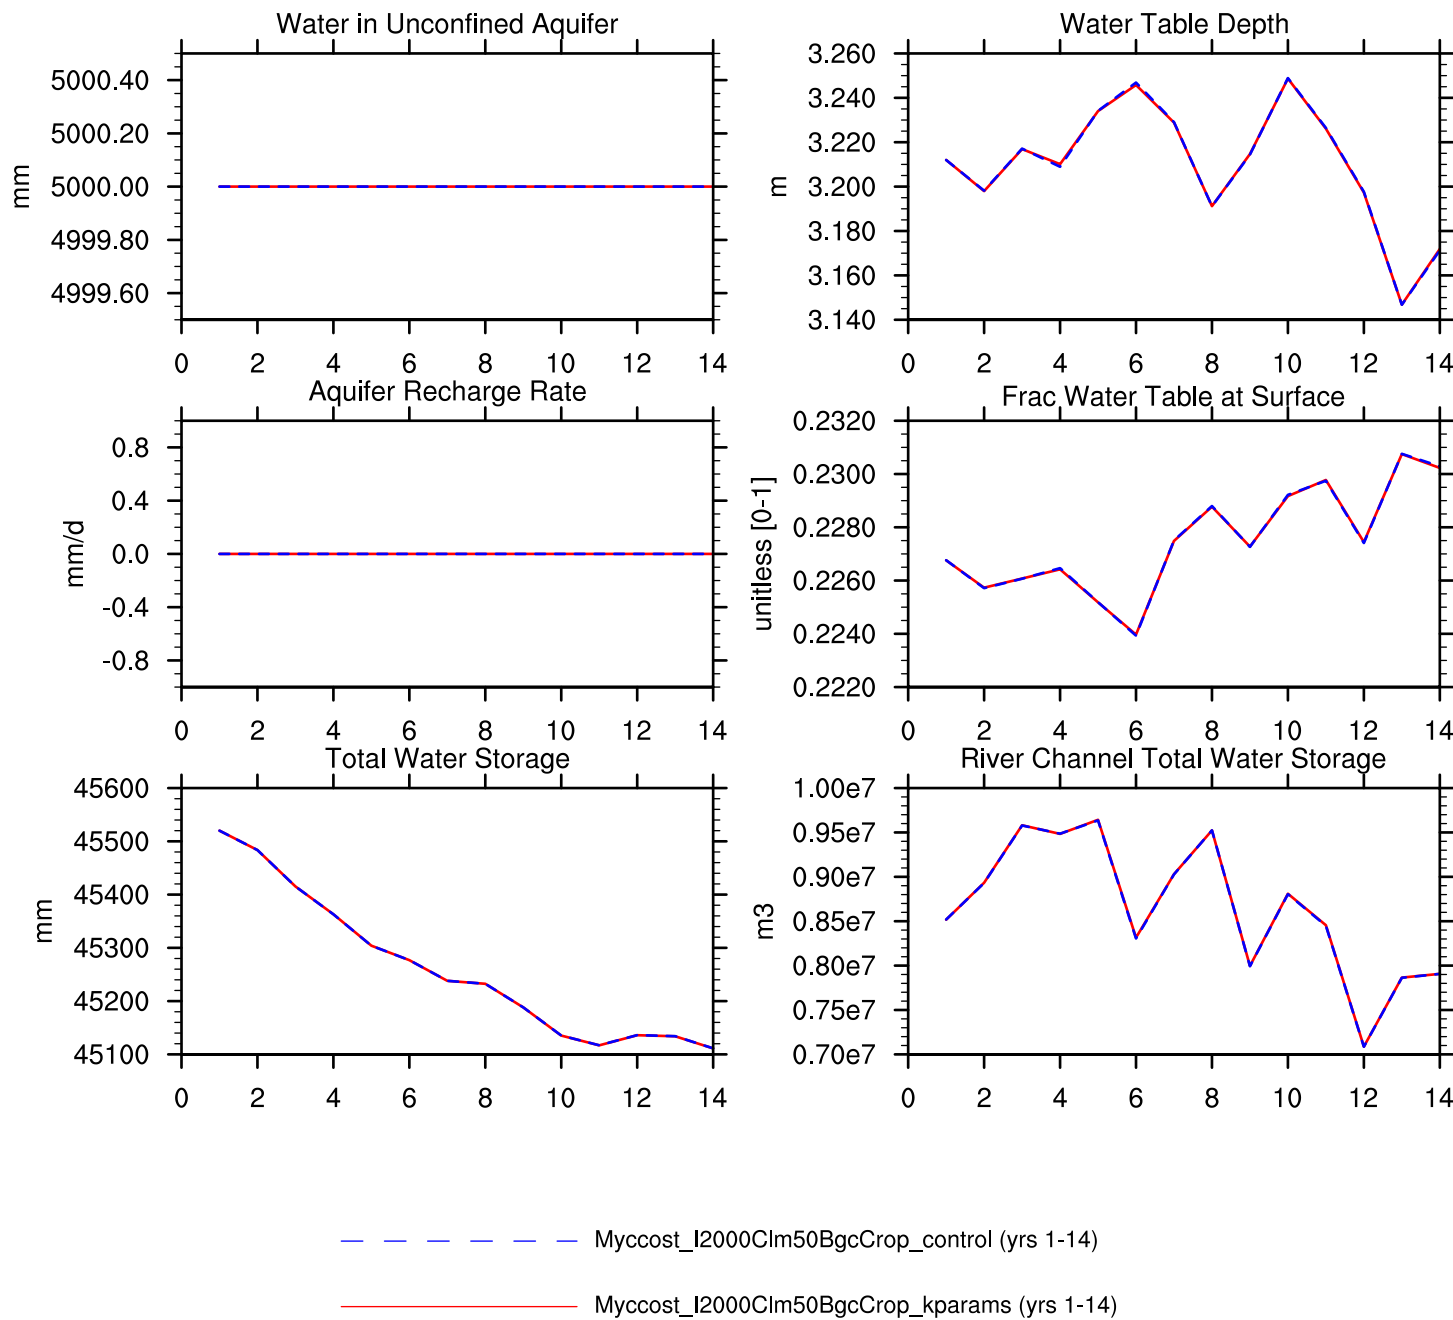 Water in Unconfined Aquifer
5000.40
5000.20
5000.00
4999.80
4999.60
mm
0 2 4 6 8 10 12 14
Water Table Depth
3.260
3.240
3.220
3.200
3.180
3.160
3.140
m
0 2 4 6 8 10 12 14
Aquifer Recharge Rate
0.8
0.4
0.0
-0.4
-0.8
mm/d
0 2 4 6 8 10 12 14
Frac Water Table at Surface
0.2320
0.2300
0.2280
0.2260
0.2240
0.2220
unitless [0-1]
0 2 4 6 8 10 12 14
Total Water Storage
45600
45500
45400
45300
45200
45100
mm
0 2 4 6 8 10 12 14
River Channel Total Water Storage
1.00e7
0.95e7
0.90e7
0.85e7
0.80e7
0.75e7
0.70e7
m3
0 2 4 6 8 10 12 14
Myccost_I2000Clm50BgcCrop_control (yrs 1-14)
Myccost_I2000Clm50BgcCrop_kparams (yrs 1-14)